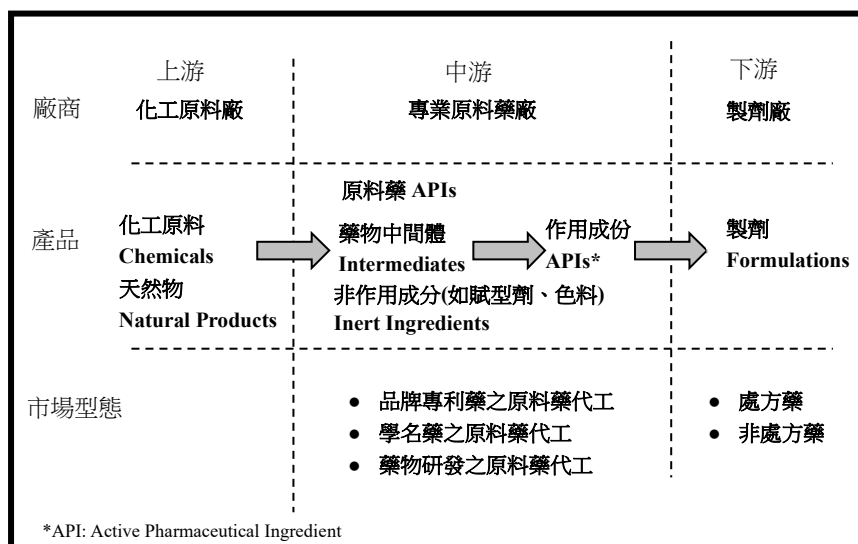 上游 中游 下游
廠商 化工原料廠 專業原料藥廠 製劑廠
原料藥 APIs
產品
化工原料
Chemicals
天然物
Natural Products
藥物中間體
Intermediates
非作用成分(如賦型劑、色料)
Inert Ingredients
作用成份
APIs*
製劑
Formulations
市場型態
● 品牌專利藥之原料藥代工
● 學名藥之原料藥代工
● 藥物研發之原料藥代工
● 處方藥
● 非處方藥
*API: Active Pharmaceutical Ingredient